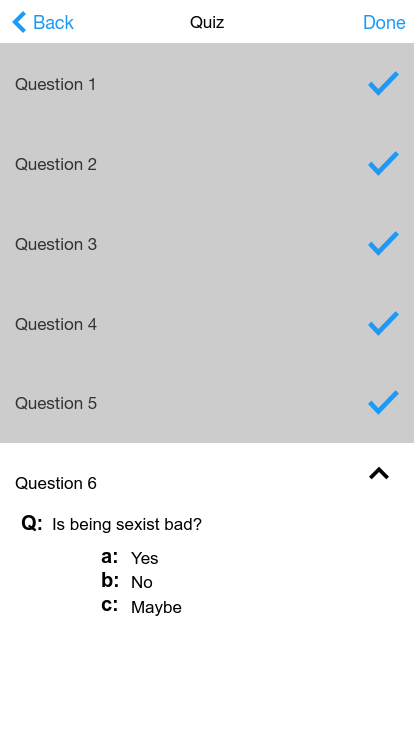 Back Quiz Done
Question 1
Question 2
Question 3
Question 4
Question 5
Question 6
Q: Is being sexist bad?
a: Yes
b: No
c: Maybe